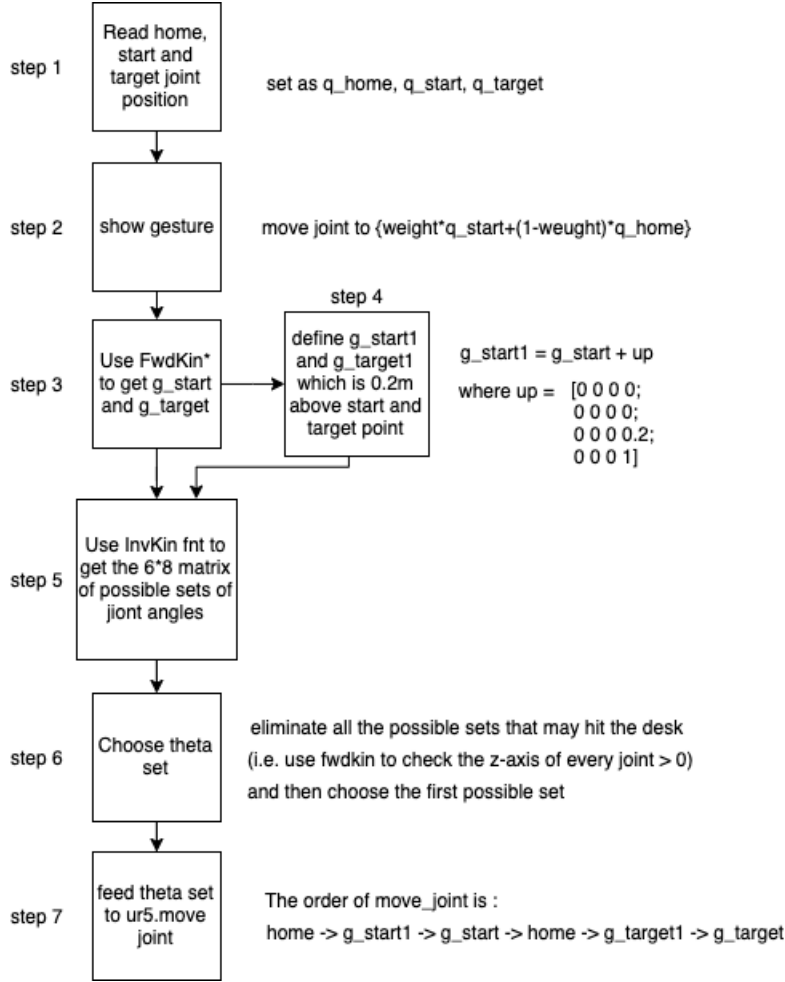 step 1
Read home,
start and
target joint
position
set as q_home, q_start, q_target
step 2
show gesture
move joint to {weight*q_start+(1-weught)*q_home}
step 3
Use FwdKin*
to get g_start
and g_target
step 4
define g_start1
and g_target1
which is 0.2m
above start and
target point
g_start1 = g_start + up
where up = [0 0 0 0;
0 0 0 0;
0 0 0 0.2;
0 0 0 1]
step 5
Use InvKin fnt to
get the 6*8 matrix
of possible sets of
jiont angles
step 6
Choose theta
set
eliminate all the possible sets that may hit the desk
(i.e. use fwdkin to check the z-axis of every joint > 0)
and then choose the first possible set
step 7
feed theta set
to ur5.move
joint
The order of move_joint is :
home -> g_start1 -> g_start -> home -> g_target1 -> g_target